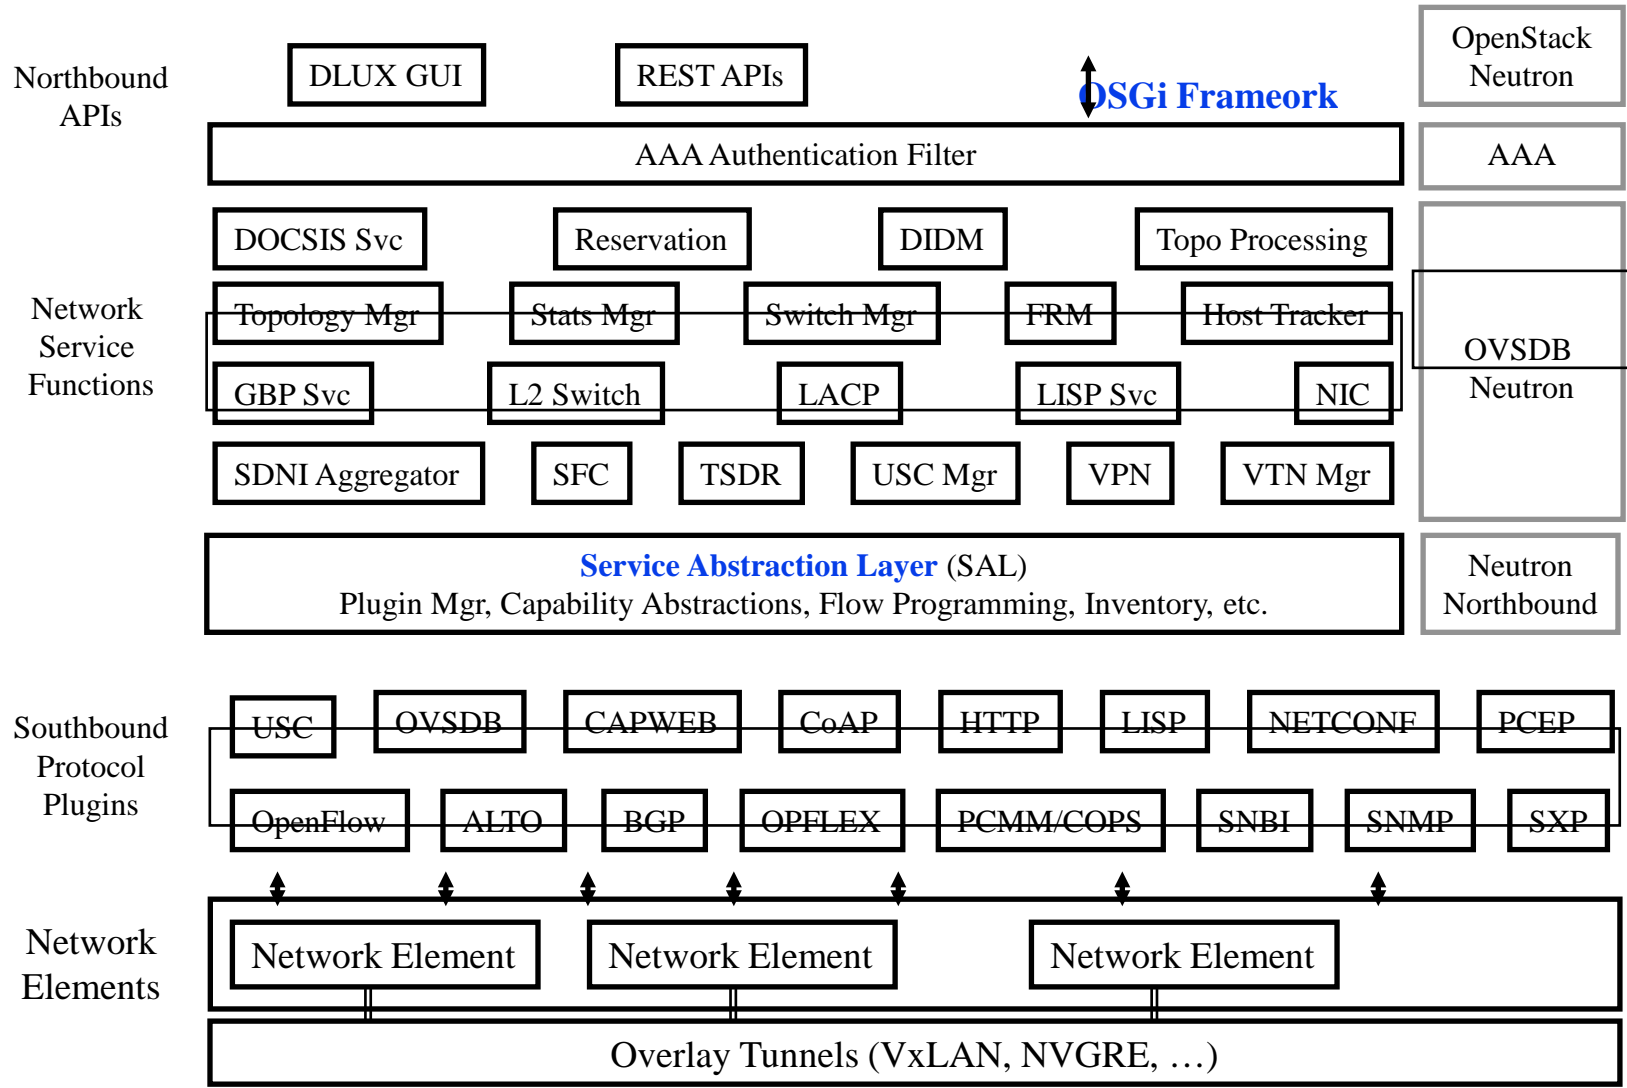 Northbound
APIs
DLUX GUI
REST APIs
OSGi Frameork
OpenStack
Neutron
AAA Authentication Filter
AAA
Network
Service
Functions
DOCSIS Svc
Reservation
DIDM
Topo Processing
Topology Mgr
Stats Mgr
Switch Mgr
FRM
Host Tracker
GBP Svc
L2 Switch
LACP
LISP Svc
NIC
SDNI Aggregator
SFC
TSDR
USC Mgr
VPN
VTN Mgr
OVSDB
Neutron
Service Abstraction Layer (SAL)
Plugin Mgr, Capability Abstractions, Flow Programming, Inventory, etc.
Neutron
Northbound
Southbound
Protocol
Plugins
USC
OVSDB
CAPWEB
CoAP
HTTP
LISP
NETCONF
PCEP
OpenFlow
ALTO
BGP
OPFLEX
PCMM/COPS
SNBI
SNMP
SXP
Network
Elements
Network Element
Network Element
Network Element
Overlay Tunnels (VxLAN, NVGRE, …)